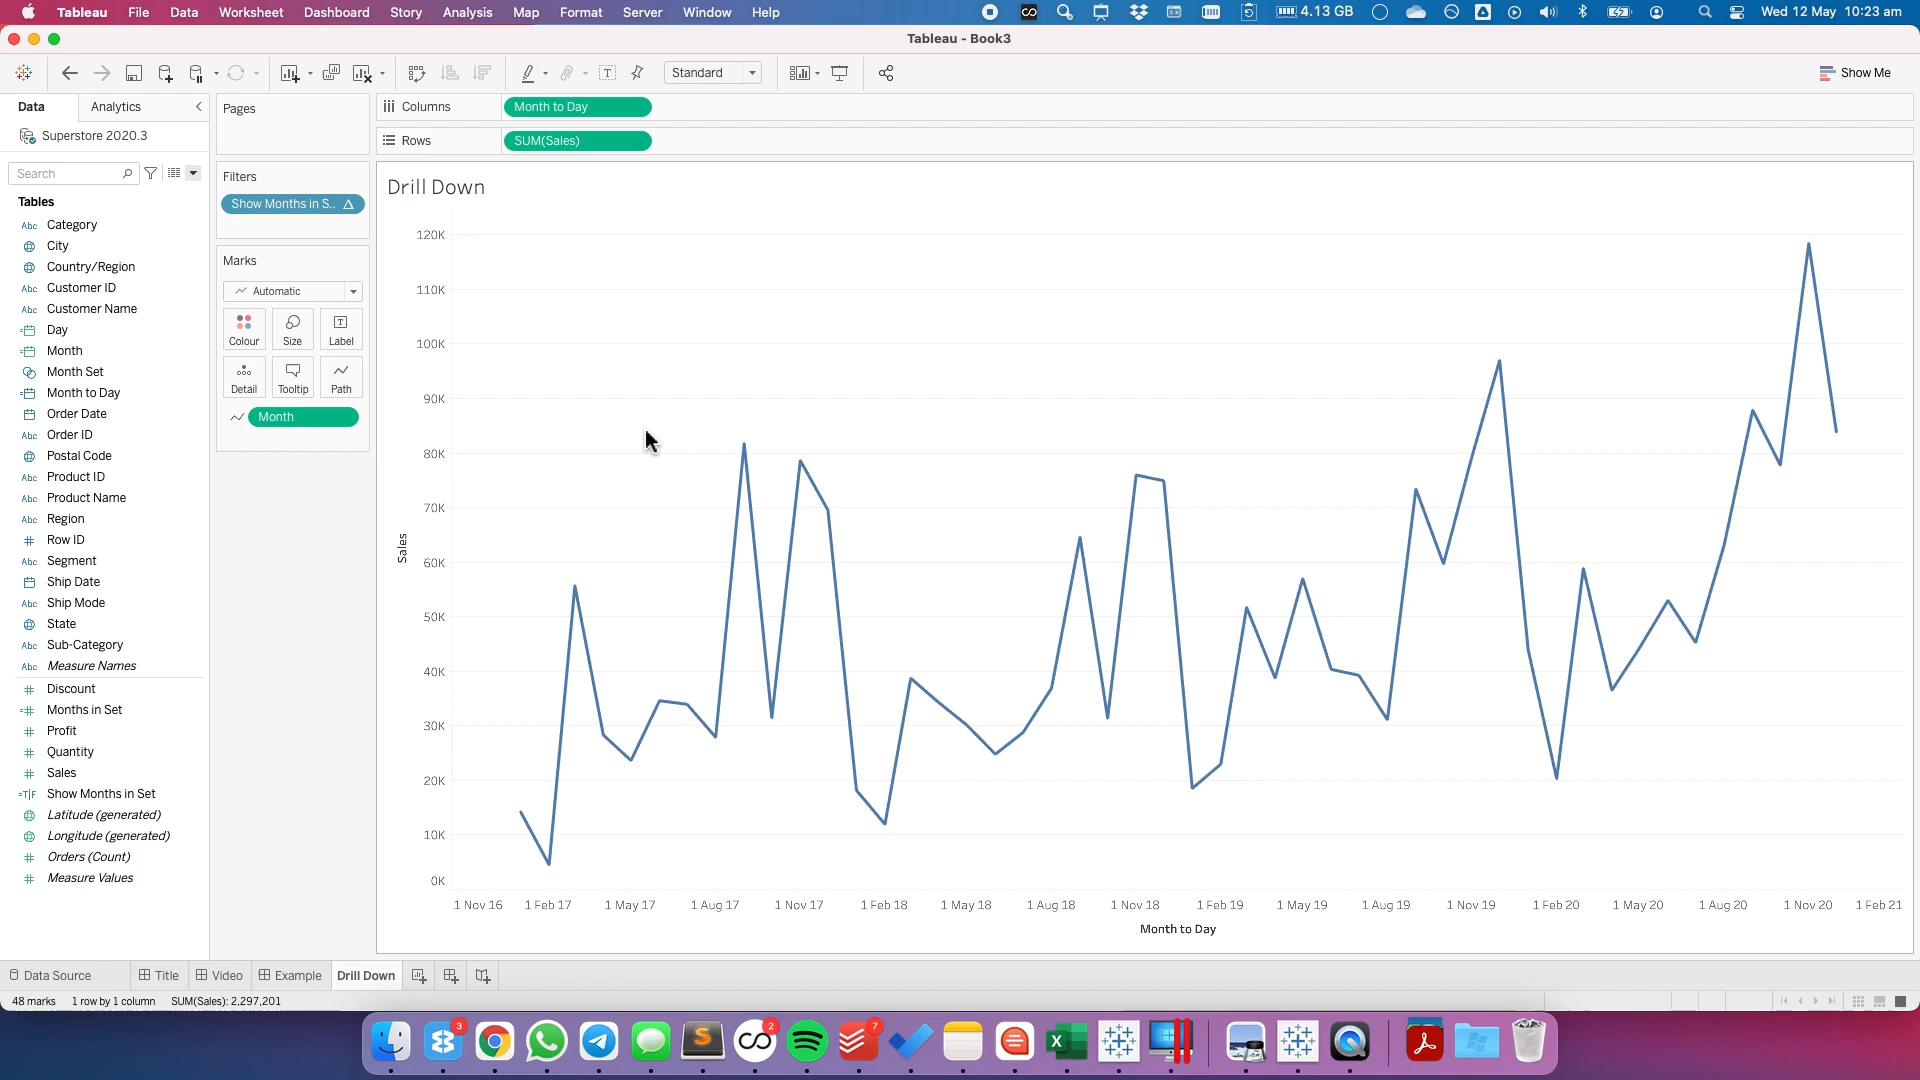 Tableau File Data Worksheet Dashboard Story Analysis Map Format Server Window Help 4.13 GB Wed 12 May 10:23 am
Tableau - Book3
Standard
Show Me
Data Analytics
Superstore 2020.3
Search
Tables
Category
City
Country/Region
Customer ID
Customer Name
Day
Month
Month Set
Month to Day
Order Date
Order ID
Postal Code
Product ID
Product Name
Region
Row ID
Segment
Ship Date
Ship Mode
State
Sub-Category
Measure Names
Discount
Months in Set
Profit
Quantity
Sales
Show Months in Set
Latitude (generated)
Longitude (generated)
Orders (Count)
Measure Values
Pages
Filters
Show Months in S..
Marks
Automatic
Colour Size Label
Detail Tooltip Path
Month
Columns Month to Day
Rows SUM(Sales)
Drill Down
120K
110K
100K
90K
80K
70K
60K
50K
40K
30K
20K
10K
0K
Sales
1 Nov 16 1 Feb 17 1 May 17 1 Aug 17 1 Nov 17 1 Feb 18 1 May 18 1 Aug 18 1 Nov 18 1 Feb 19 1 May 19 1 Aug 19 1 Nov 19 1 Feb 20 1 May 20 1 Aug 20 1 Nov 20 1 Feb 21
Month to Day
Data Source Title Video Example Drill Down
48 marks 1 row by 1 column SUM(Sales): 2,297,201
3 2 7